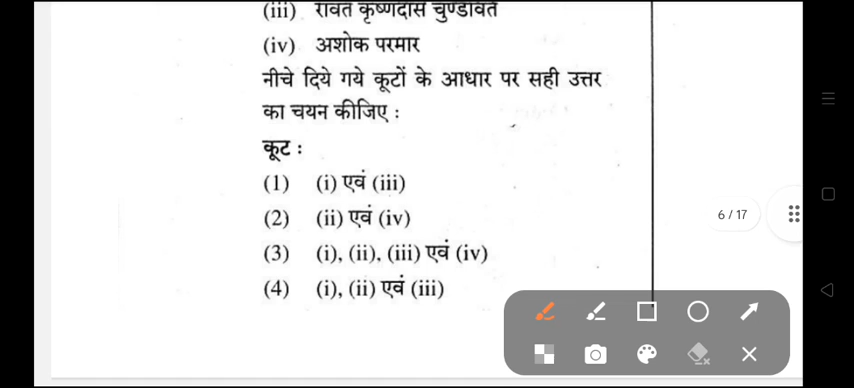 (iii) रावत कृष्णदास चुण्डावत
(iv) अशोक परमार
नीचे दिये गये कूटों के आधार पर सही उत्तर
का चयन कीजिए :
कूट :
(1) (i) एवं (iii)
(2) (ii) एवं (iv)
(3) (i), (ii), (iii) एवं (iv)
(4) (i), (ii) एवं (iii)
6 / 17